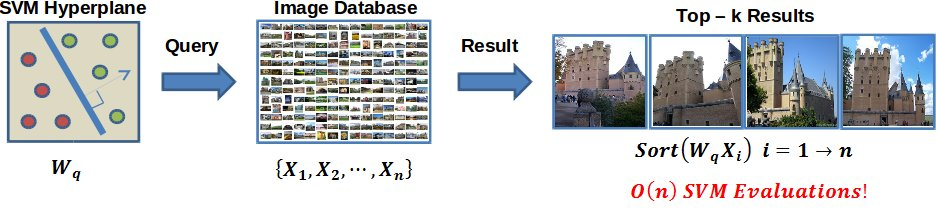 SVM Hyperplane
Query
Image Database
Result
Top – k Results
W_q
{X_1, X_2, ⋯, X_n}
Sort(W_q X_i) i = 1 → n
O(n) SVM Evaluations!